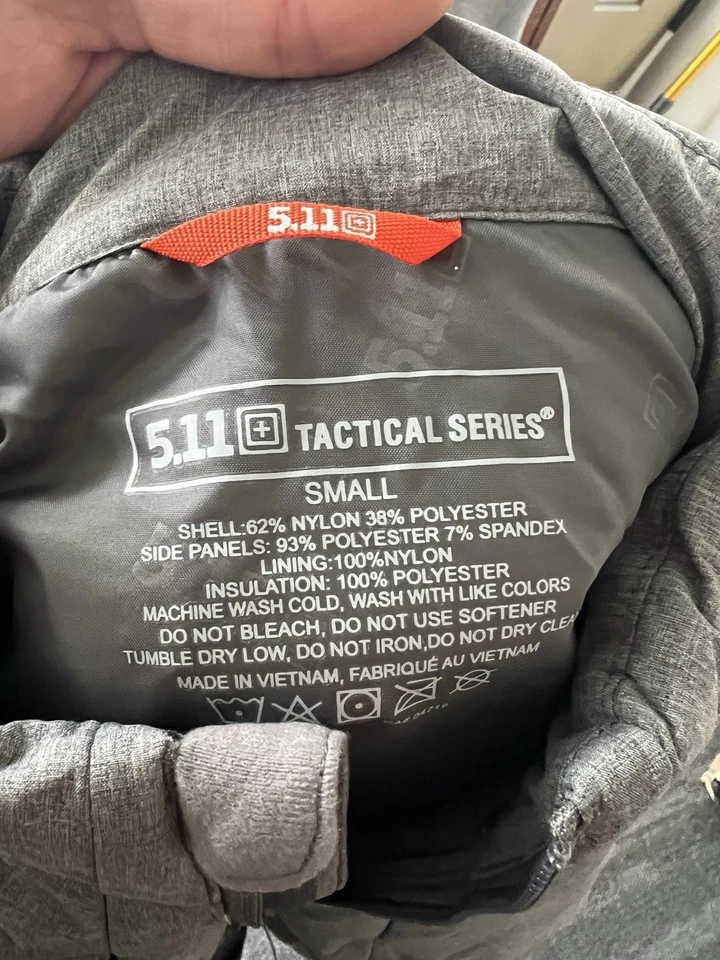 5.11
5.11 TACTICAL SERIES®
SMALL
SHELL:62% NYLON 38% POLYESTER
SIDE PANELS: 93% POLYESTER 7% SPANDEX
LINING:100%NYLON
INSULATION: 100% POLYESTER
MACHINE WASH COLD, WASH WITH LIKE COLORS
DO NOT BLEACH, DO NOT USE SOFTENER
TUMBLE DRY LOW, DO NOT IRON,DO NOT DRY CLEA
MADE IN VIETNAM, FABRIQUÉ AU VIETNAM